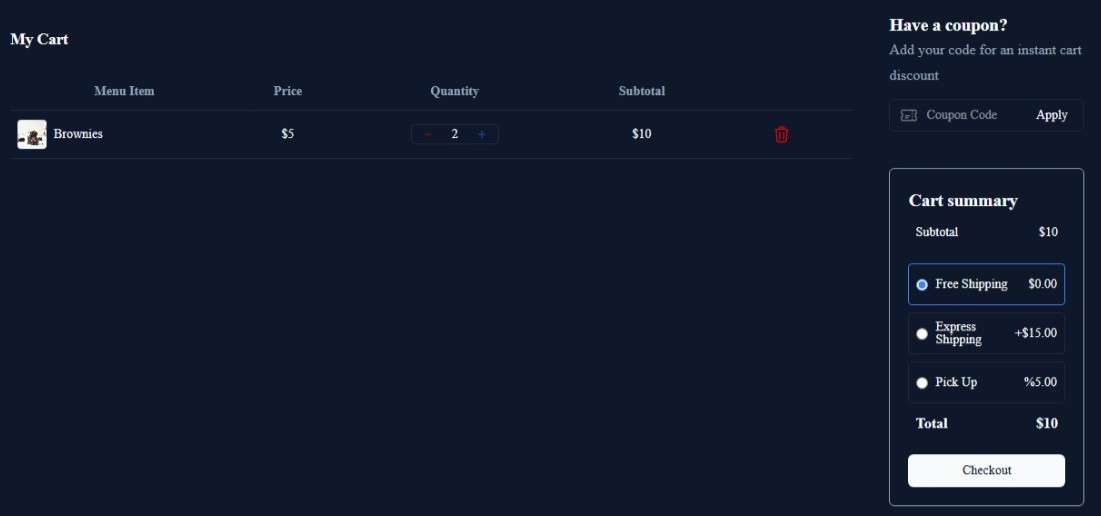 My Cart
Menu Item Price Quantity Subtotal
Brownies $5 − 2 + $10
Have a coupon?
Add your code for an instant cart
discount
Coupon Code Apply
Cart summary
Subtotal $10
Free Shipping $0.00
Express
Shipping +$15.00
Pick Up %5.00
Total $10
Checkout